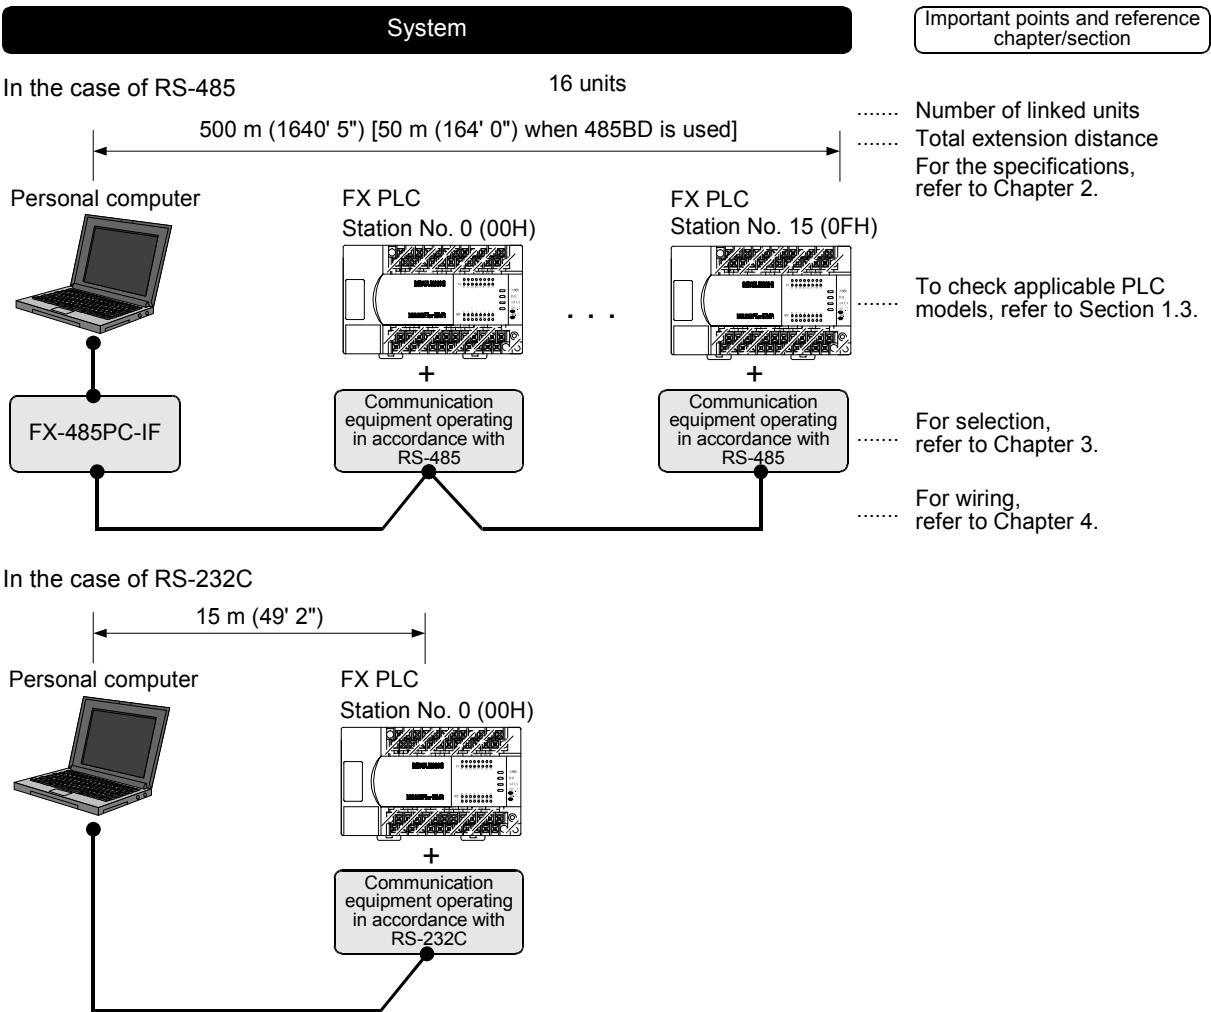 System
Important points and reference
chapter/section
In the case of RS-485
16 units
500 m (1640' 5") [50 m (164' 0") when 485BD is used]
....... Number of linked units
....... Total extension distance
For the specifications,
refer to Chapter 2.
Personal computer
FX PLC
Station No. 0 (00H)
FX PLC
Station No. 15 (0FH)
. . .
....... To check applicable PLC
models, refer to Section 1.3.
+
+
FX-485PC-IF
Communication
equipment operating
in accordance with
RS-485
Communication
equipment operating
in accordance with
RS-485
....... For selection,
refer to Chapter 3.
....... For wiring,
refer to Chapter 4.
In the case of RS-232C
15 m (49' 2")
Personal computer
FX PLC
Station No. 0 (00H)
+
Communication
equipment operating
in accordance with
RS-232C